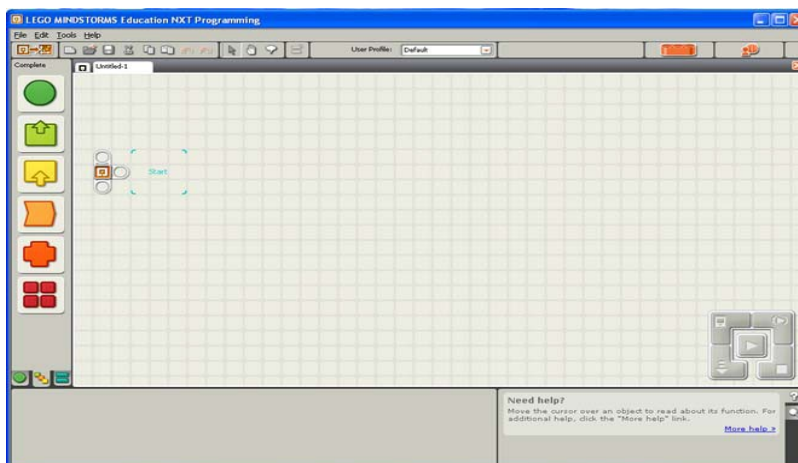 LEGO MINDSTORMS Education NXT Programming
File Edit Tools Help
User Profile: Default
Complete
Untitled-1
Start
Need help?
Move the cursor over an object to read about its function. For
additional help, click the "More help" link.
More help »